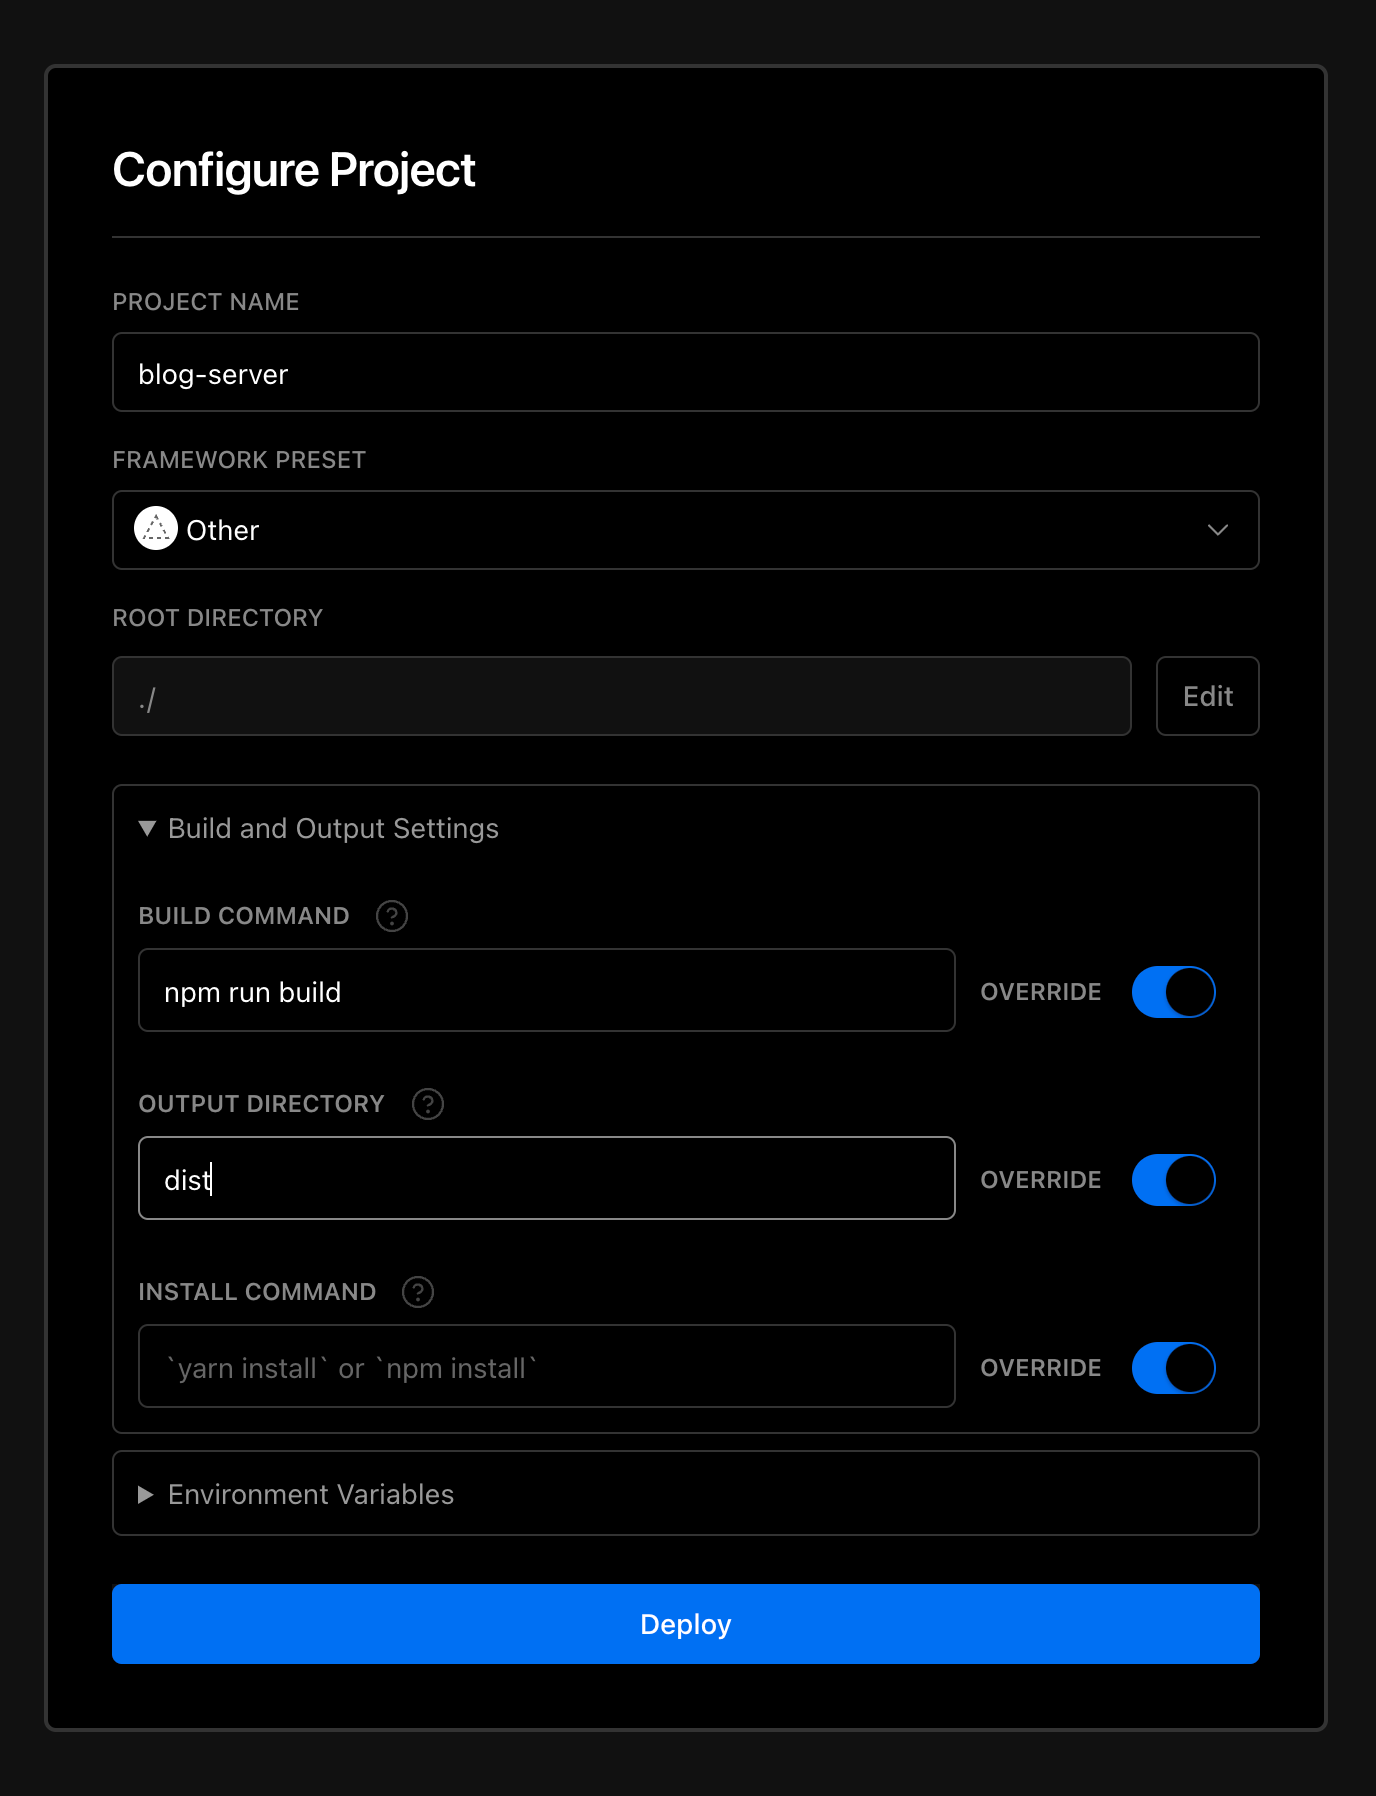 Configure Project
PROJECT NAME
blog-server
FRAMEWORK PRESET
Other
ROOT DIRECTORY
./
Edit
Build and Output Settings
BUILD COMMAND ?
npm run build
OVERRIDE
OUTPUT DIRECTORY ?
dist
OVERRIDE
INSTALL COMMAND ?
`yarn install` or `npm install`
OVERRIDE
Environment Variables
Deploy